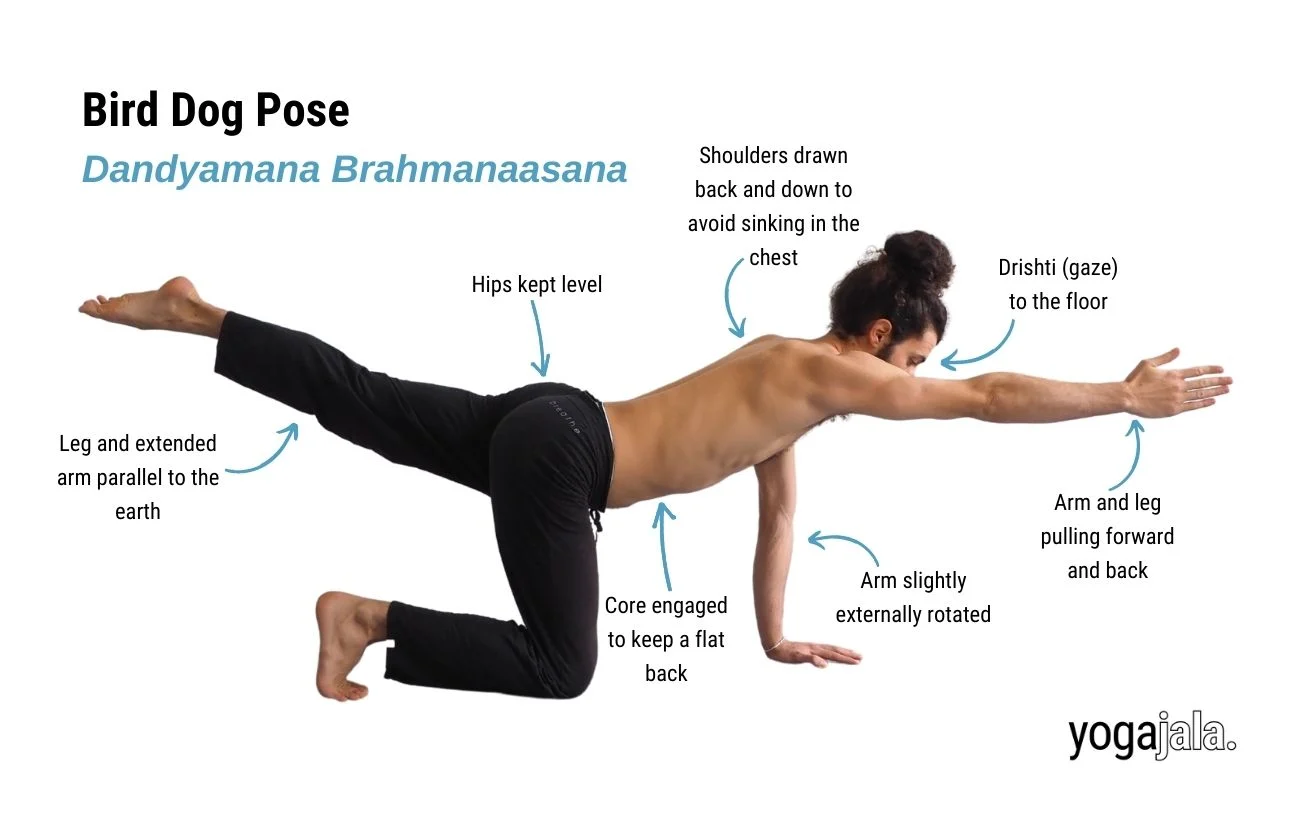 Bird Dog Pose
Dandyamana Brahmanaasana
Shoulders drawn
back and down to
avoid sinking in the
chest
Drishti (gaze)
to the floor
Hips kept level
breathe
Leg and extended
arm parallel to the
earth
Arm and leg
pulling forward
and back
Arm slightly
externally rotated
Core engaged
to keep a flat
back
yogajala.